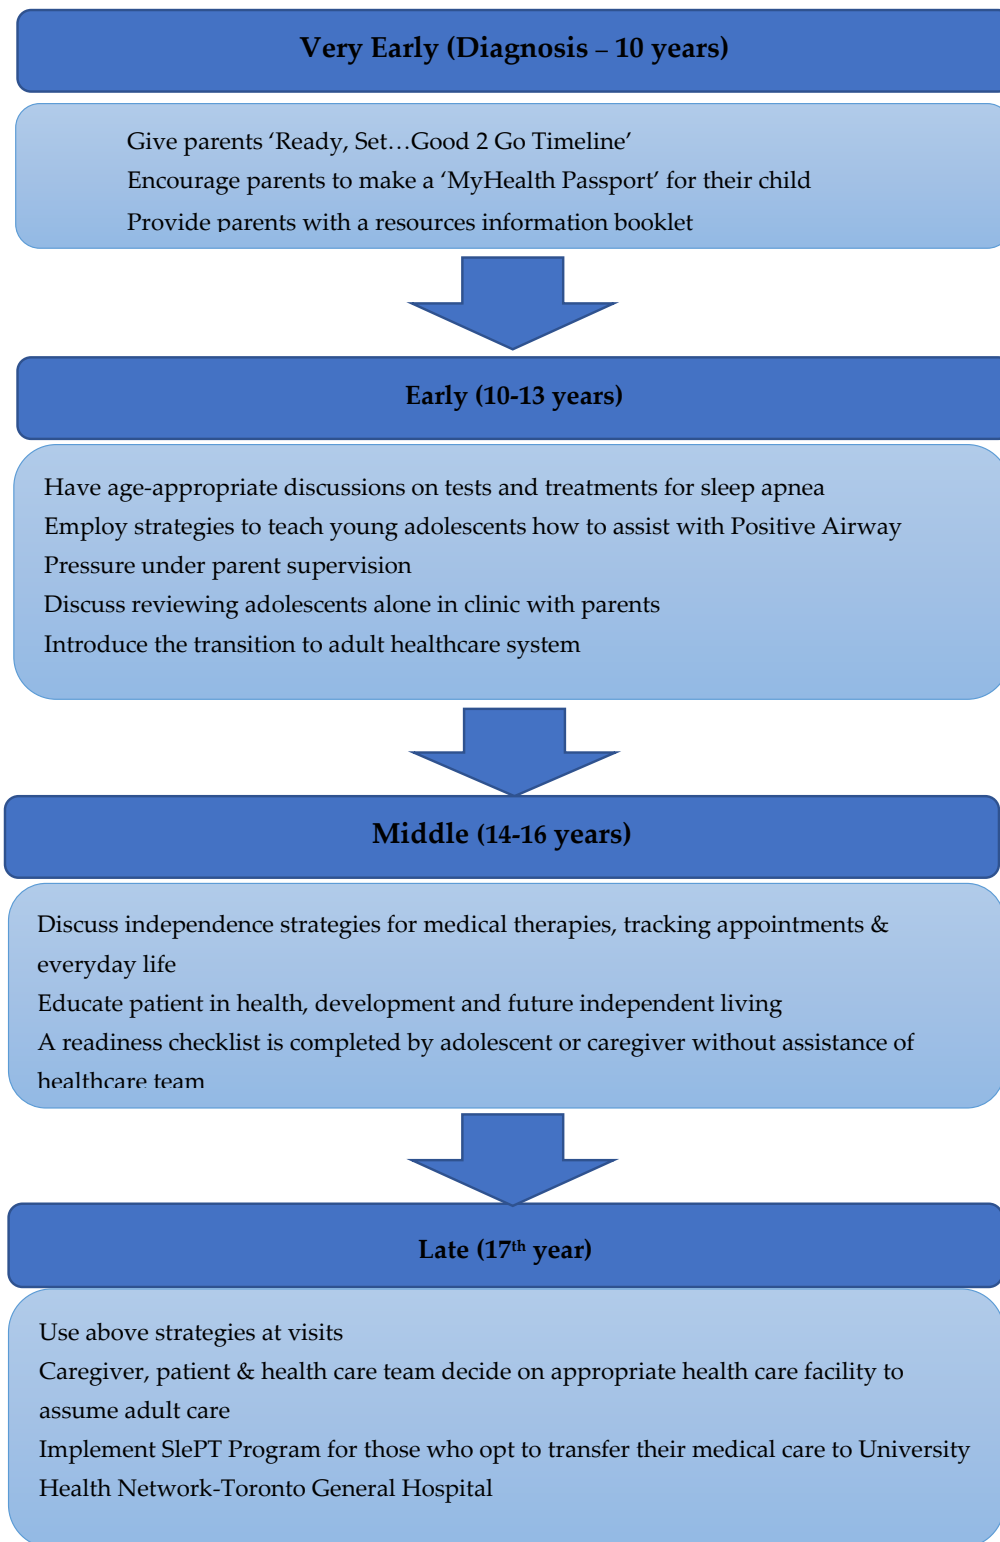 Very Early (Diagnosis – 10 years)
Give parents ‘Ready, Set…Good 2 Go Timeline’
Encourage parents to make a ‘MyHealth Passport’ for their child
Provide parents with a resources information booklet
Early (10-13 years)
Have age-appropriate discussions on tests and treatments for sleep apnea
Employ strategies to teach young adolescents how to assist with Positive Airway
Pressure under parent supervision
Discuss reviewing adolescents alone in clinic with parents
Introduce the transition to adult healthcare system
Middle (14-16 years)
Discuss independence strategies for medical therapies, tracking appointments &
everyday life
Educate patient in health, development and future independent living
A readiness checklist is completed by adolescent or caregiver without assistance of
healthcare team
Late (17th year)
Use above strategies at visits
Caregiver, patient & health care team decide on appropriate health care facility to
assume adult care
Implement SlePT Program for those who opt to transfer their medical care to University
Health Network-Toronto General Hospital